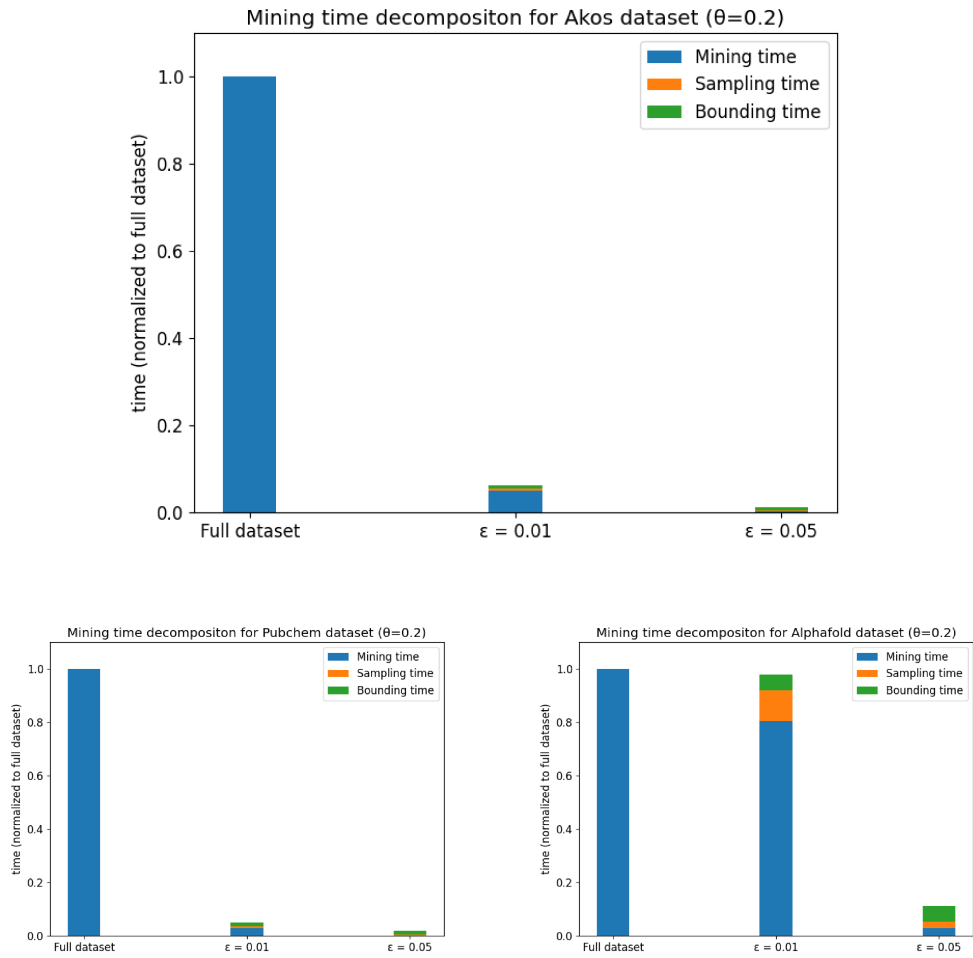 Mining time decompositon for Akos dataset (θ=0.2)
Mining time
Sampling time
Bounding time
time (normalized to full dataset)
1.0
0.8
0.6
0.4
0.2
0.0
Full dataset
ε = 0.01
ε = 0.05
Mining time decompositon for Pubchem dataset (θ=0.2)
Mining time
Sampling time
Bounding time
time (normalized to full dataset)
1.0
0.8
0.6
0.4
0.2
0.0
Full dataset
ε = 0.01
ε = 0.05
Mining time decompositon for Alphafold dataset (θ=0.2)
Mining time
Sampling time
Bounding time
time (normalized to full dataset)
1.0
0.8
0.6
0.4
0.2
0.0
Full dataset
ε = 0.01
ε = 0.05